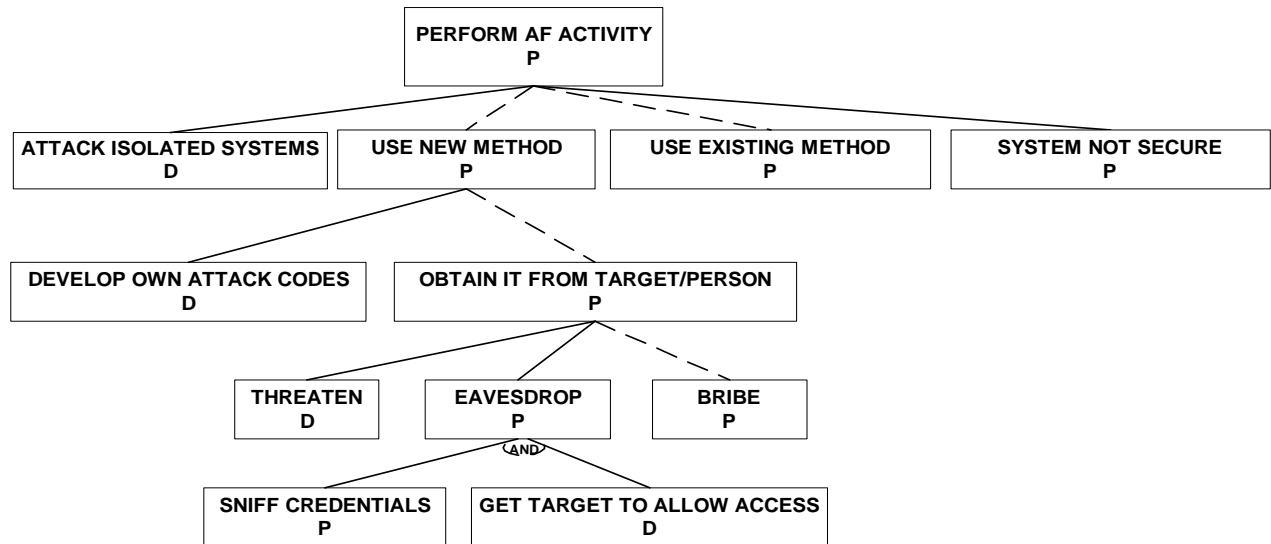 PERFORM AF ACTIVITY
P
ATTACK ISOLATED SYSTEMS
D
USE NEW METHOD
P
USE EXISTING METHOD
P
SYSTEM NOT SECURE
P
DEVELOP OWN ATTACK CODES
D
OBTAIN IT FROM TARGET/PERSON
P
THREATEN
D
EAVESDROP
P
BRIBE
P
AND
SNIFF CREDENTIALS
P
GET TARGET TO ALLOW ACCESS
D